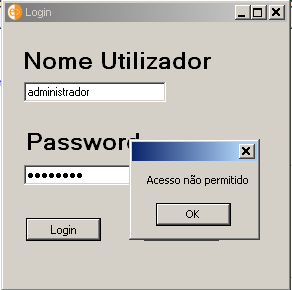 Login
Nome Utilizador
administrador
Password
Acesso não permitido
OK
Login